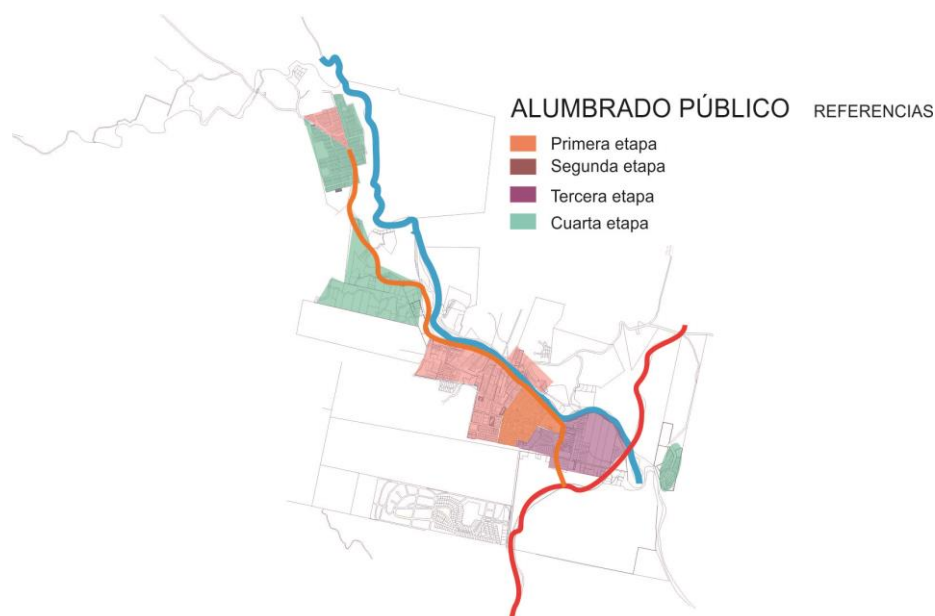 ALUMBRADO PÚBLICO REFERENCIAS
Primera etapa
Segunda etapa
Tercera etapa
Cuarta etapa